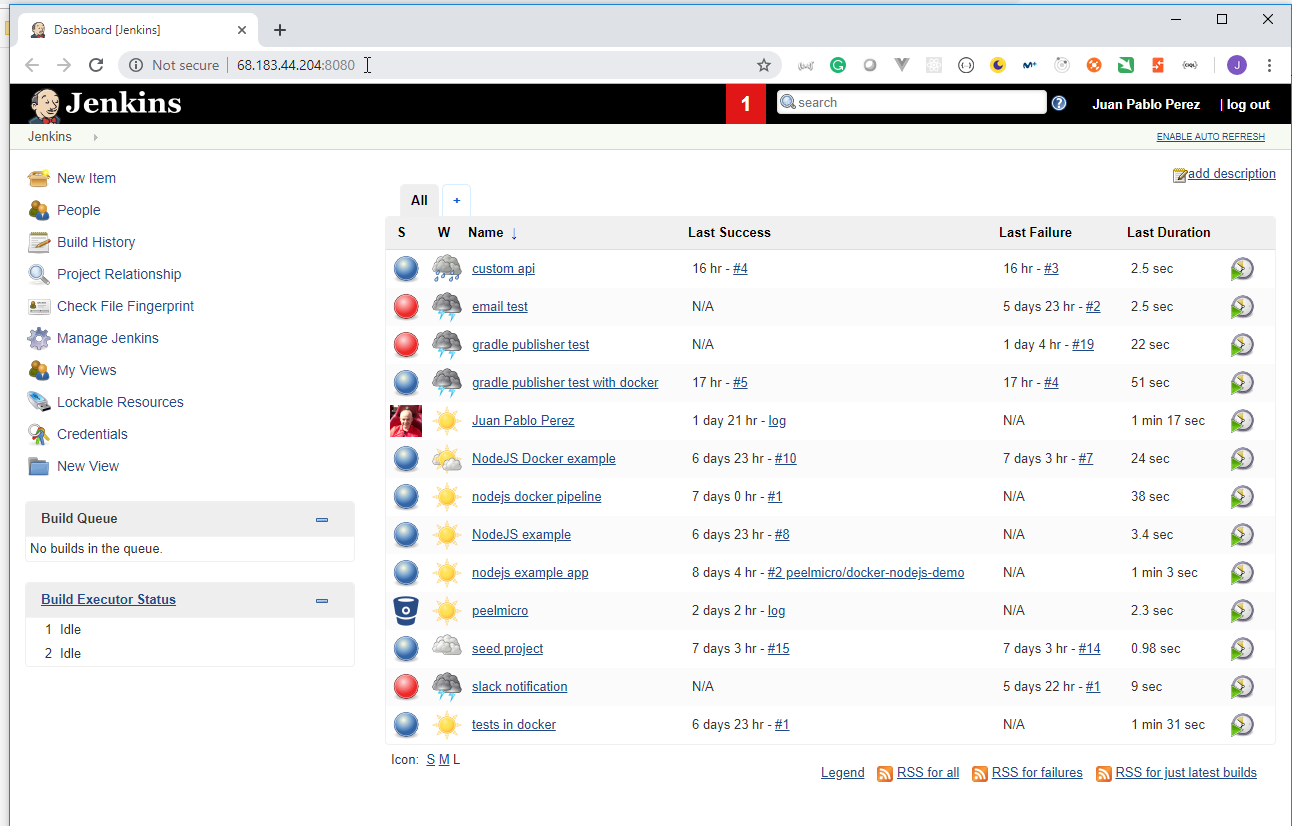 Dashboard [Jenkins]
Not secure 68.183.44.204:8080
Jenkins 1 search Juan Pablo Perez | log out
Jenkins ENABLE AUTO REFRESH
add description
New Item
People
Build History
Project Relationship
Check File Fingerprint
Manage Jenkins
My Views
Lockable Resources
Credentials
New View
Build Queue
No builds in the queue.
Build Executor Status
1 Idle
2 Idle
All +
S W Name ↓ Last Success Last Failure Last Duration
custom api 16 hr - #4 16 hr - #3 2.5 sec
email test N/A 5 days 23 hr - #2 2.5 sec
gradle publisher test N/A 1 day 4 hr - #19 22 sec
gradle publisher test with docker 17 hr - #5 17 hr - #4 51 sec
Juan Pablo Perez 1 day 21 hr - log N/A 1 min 17 sec
NodeJS Docker example 6 days 23 hr - #10 7 days 3 hr - #7 24 sec
nodejs docker pipeline 7 days 0 hr - #1 N/A 38 sec
NodeJS example 6 days 23 hr - #8 N/A 3.4 sec
nodejs example app 8 days 4 hr - #2 peelmicro/docker-nodejs-demo N/A 1 min 3 sec
peelmicro 2 days 2 hr - log N/A 2.3 sec
seed project 7 days 3 hr - #15 7 days 3 hr - #14 0.98 sec
slack notification N/A 5 days 22 hr - #1 9 sec
tests in docker 6 days 23 hr - #1 N/A 1 min 31 sec
Icon: S M L
Legend RSS for all RSS for failures RSS for just latest builds